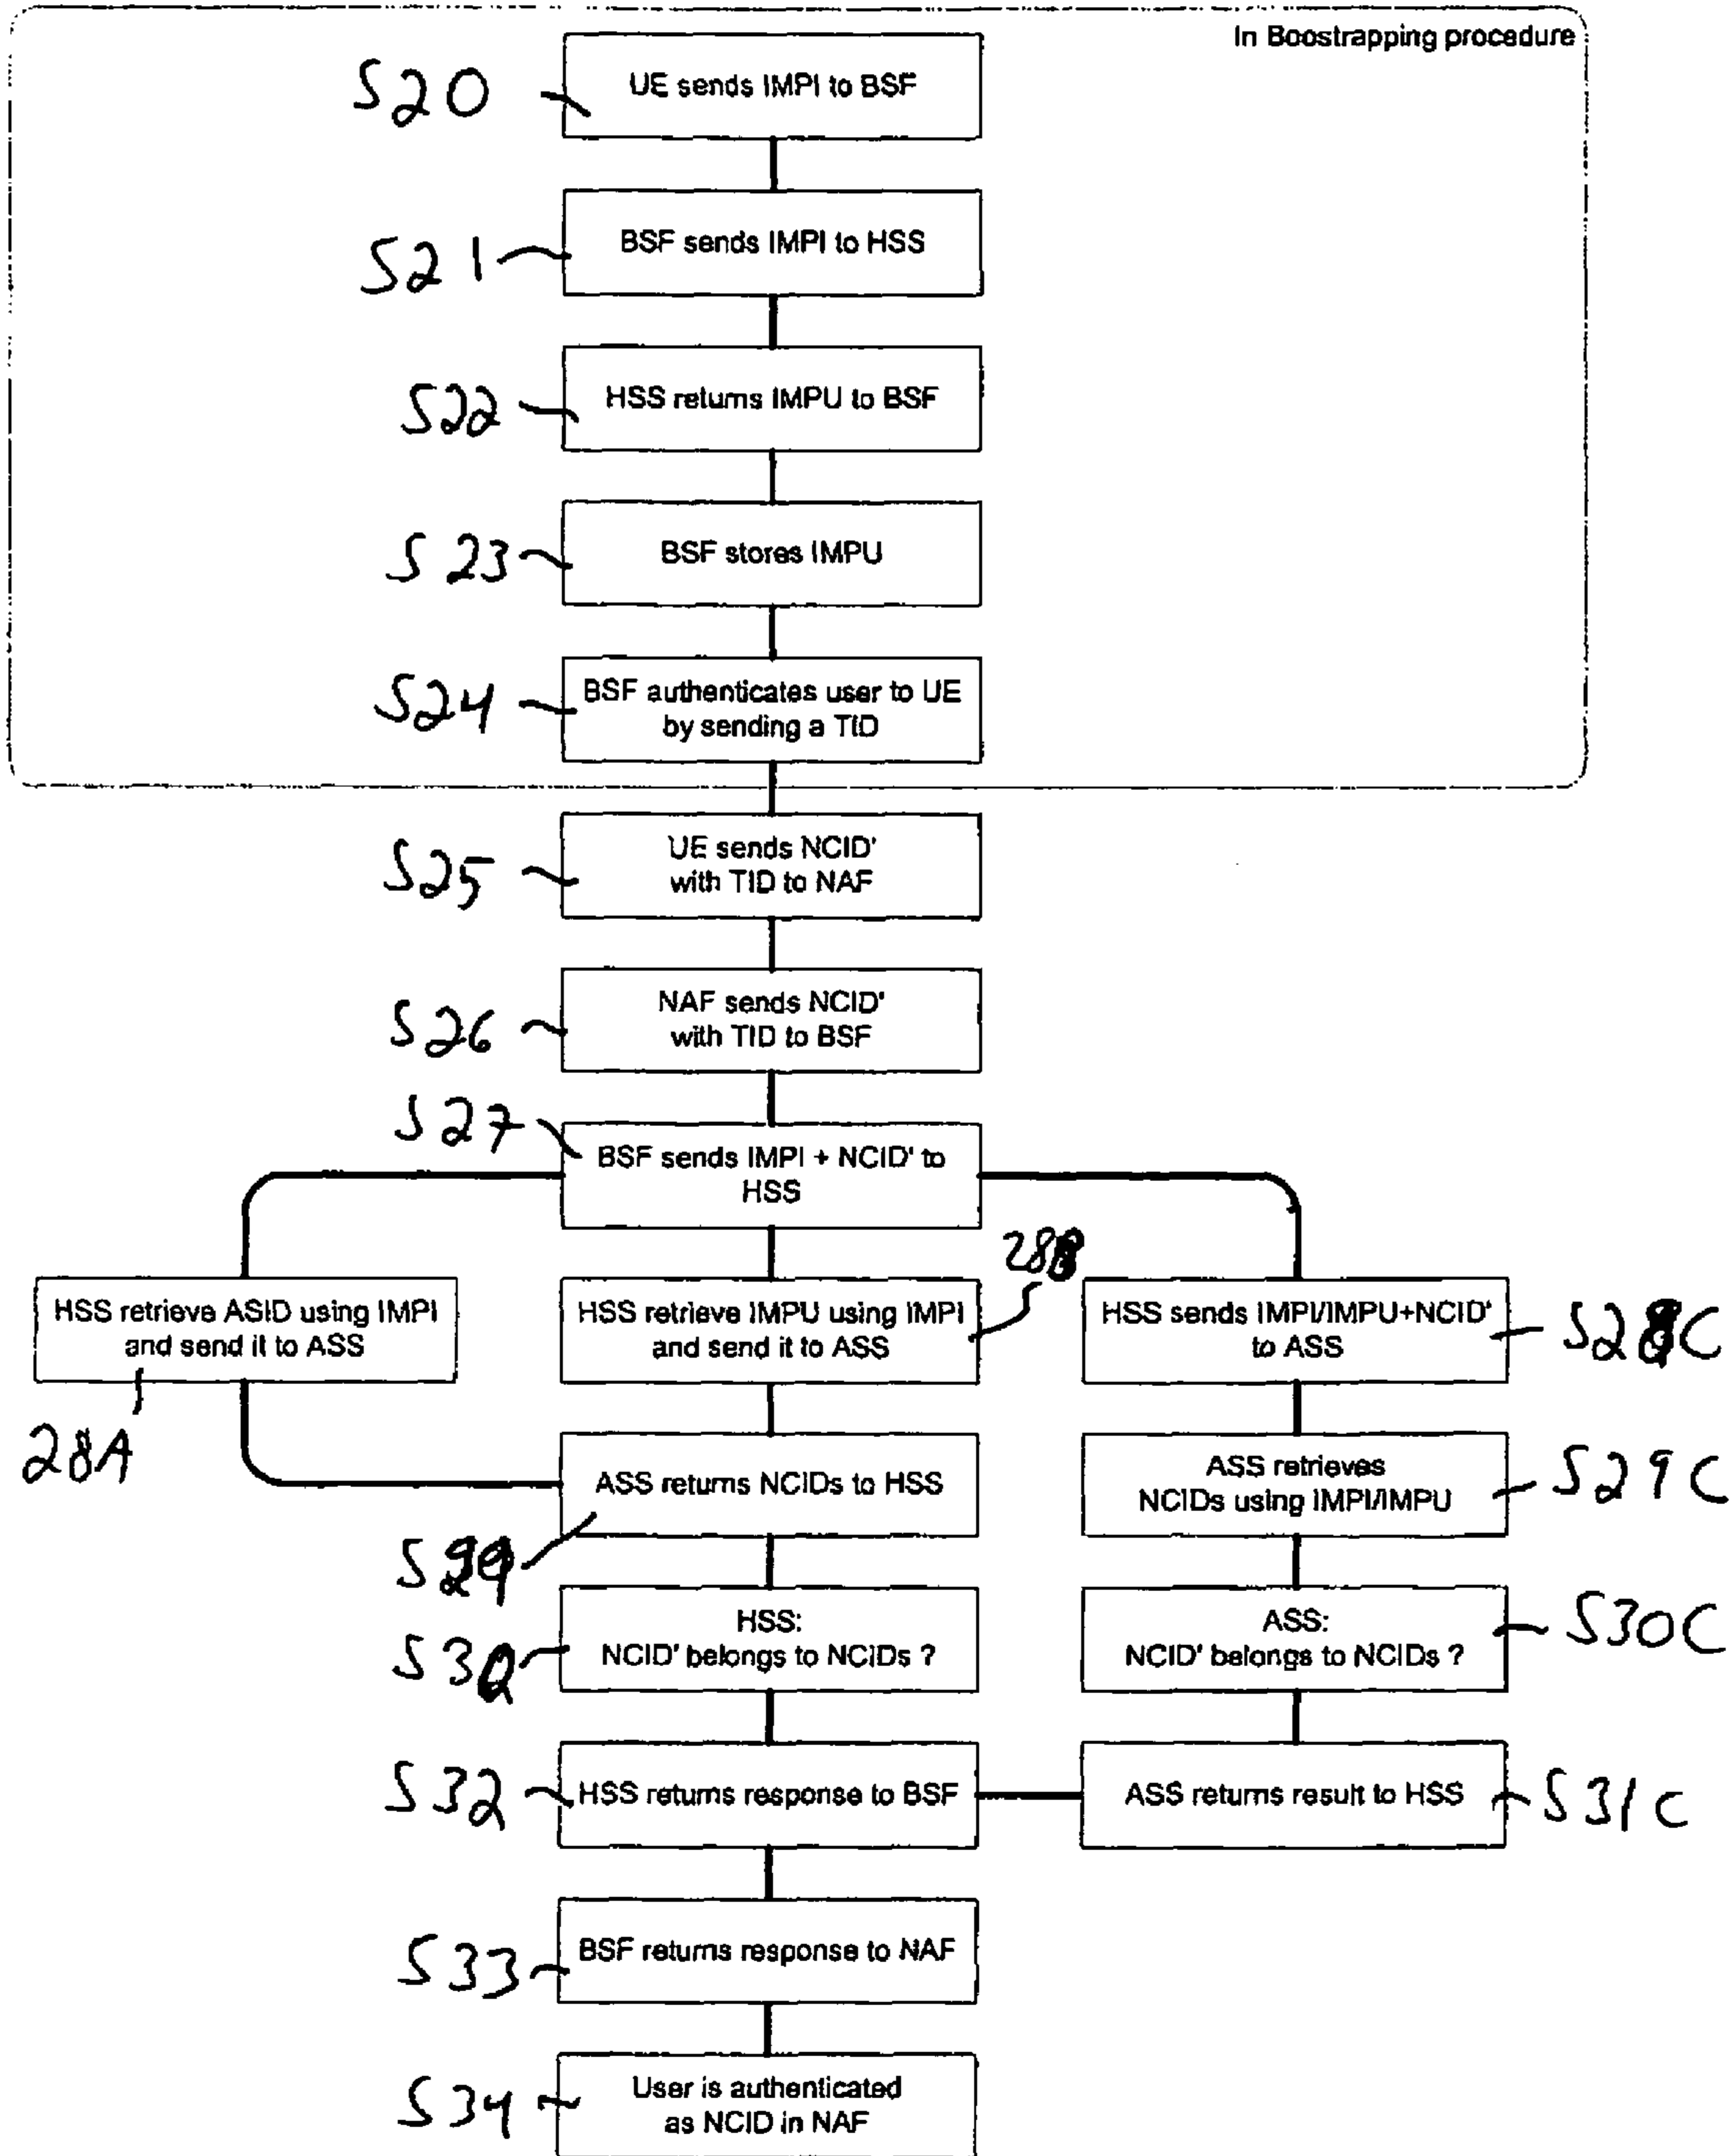 In Boostrapping procedure
S20
UE sends IMPI to BSF
S21
BSF sends IMPI to HSS
S22
HSS returns IMPU to BSF
S23
BSF stores IMPU
S24
BSF authenticates user to UE
by sending a TID
S25
UE sends NCID'
with TID to NAF
S26
NAF sends NCID'
with TID to BSF
S27
BSF sends IMPI + NCID' to
HSS
28B
HSS retrieve ASID using IMPI
and send it to ASS
28A
HSS retrieve IMPU using IMPI
and send it to ASS
HSS sends IMPI/IMPU+NCID'
to ASS
S28C
ASS returns NCIDs to HSS
S29
ASS retrieves
NCIDs using IMPI/IMPU
S29C
HSS:
NCID' belongs to NCIDs ?
S30
ASS:
NCID' belongs to NCIDs ?
S30C
S32
HSS returns response to BSF
ASS returns result to HSS
S31C
S33
BSF returns response to NAF
S34
User is authenticated
as NCID in NAF